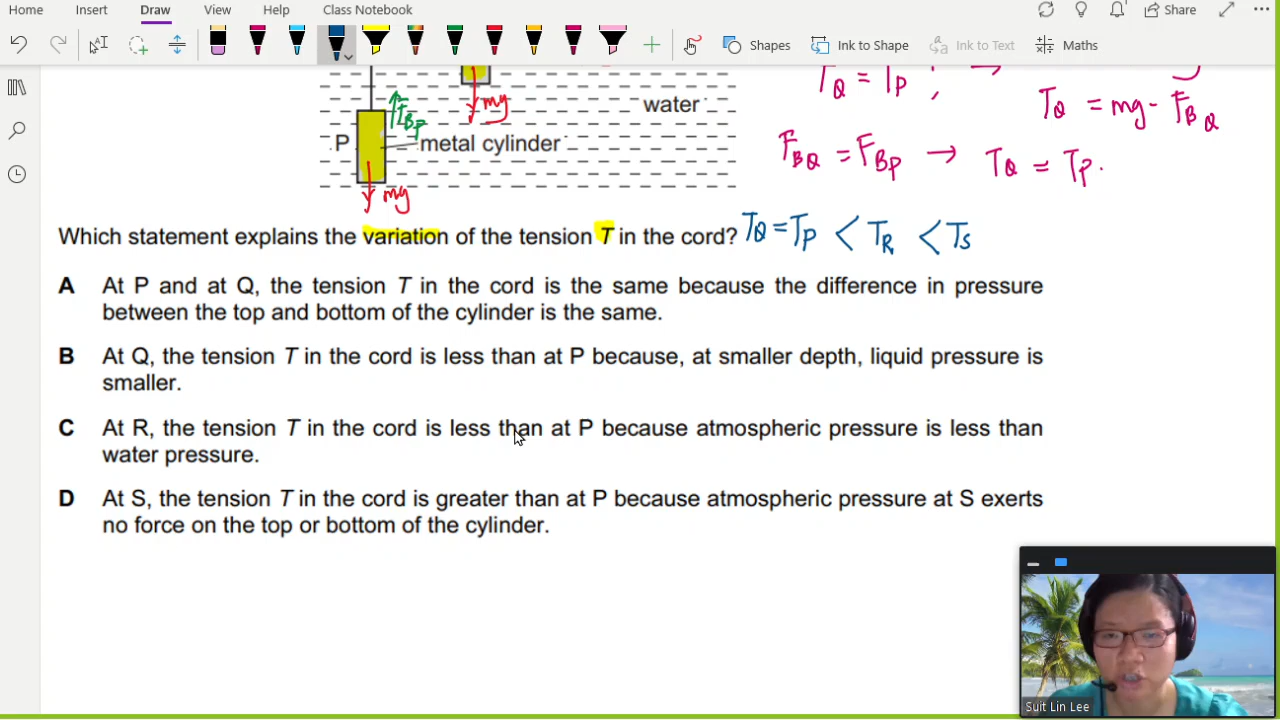 Home Insert Draw View Help Class Notebook Share
Shapes Ink to Shape Ink to Text Maths
mg water
F_BP
P metal cylinder
mg
T_Q = T_P ;
T_Q = mg - F_BQ
F_BQ = F_BP → T_Q = T_P.
Which statement explains the variation of the tension T in the cord? T_Q = T_P < T_R < T_S
A At P and at Q, the tension T in the cord is the same because the difference in pressure
between the top and bottom of the cylinder is the same.
B At Q, the tension T in the cord is less than at P because, at smaller depth, liquid pressure is
smaller.
C At R, the tension T in the cord is less than at P because atmospheric pressure is less than
water pressure.
D At S, the tension T in the cord is greater than at P because atmospheric pressure at S exerts
no force on the top or bottom of the cylinder.
Suit Lin Lee